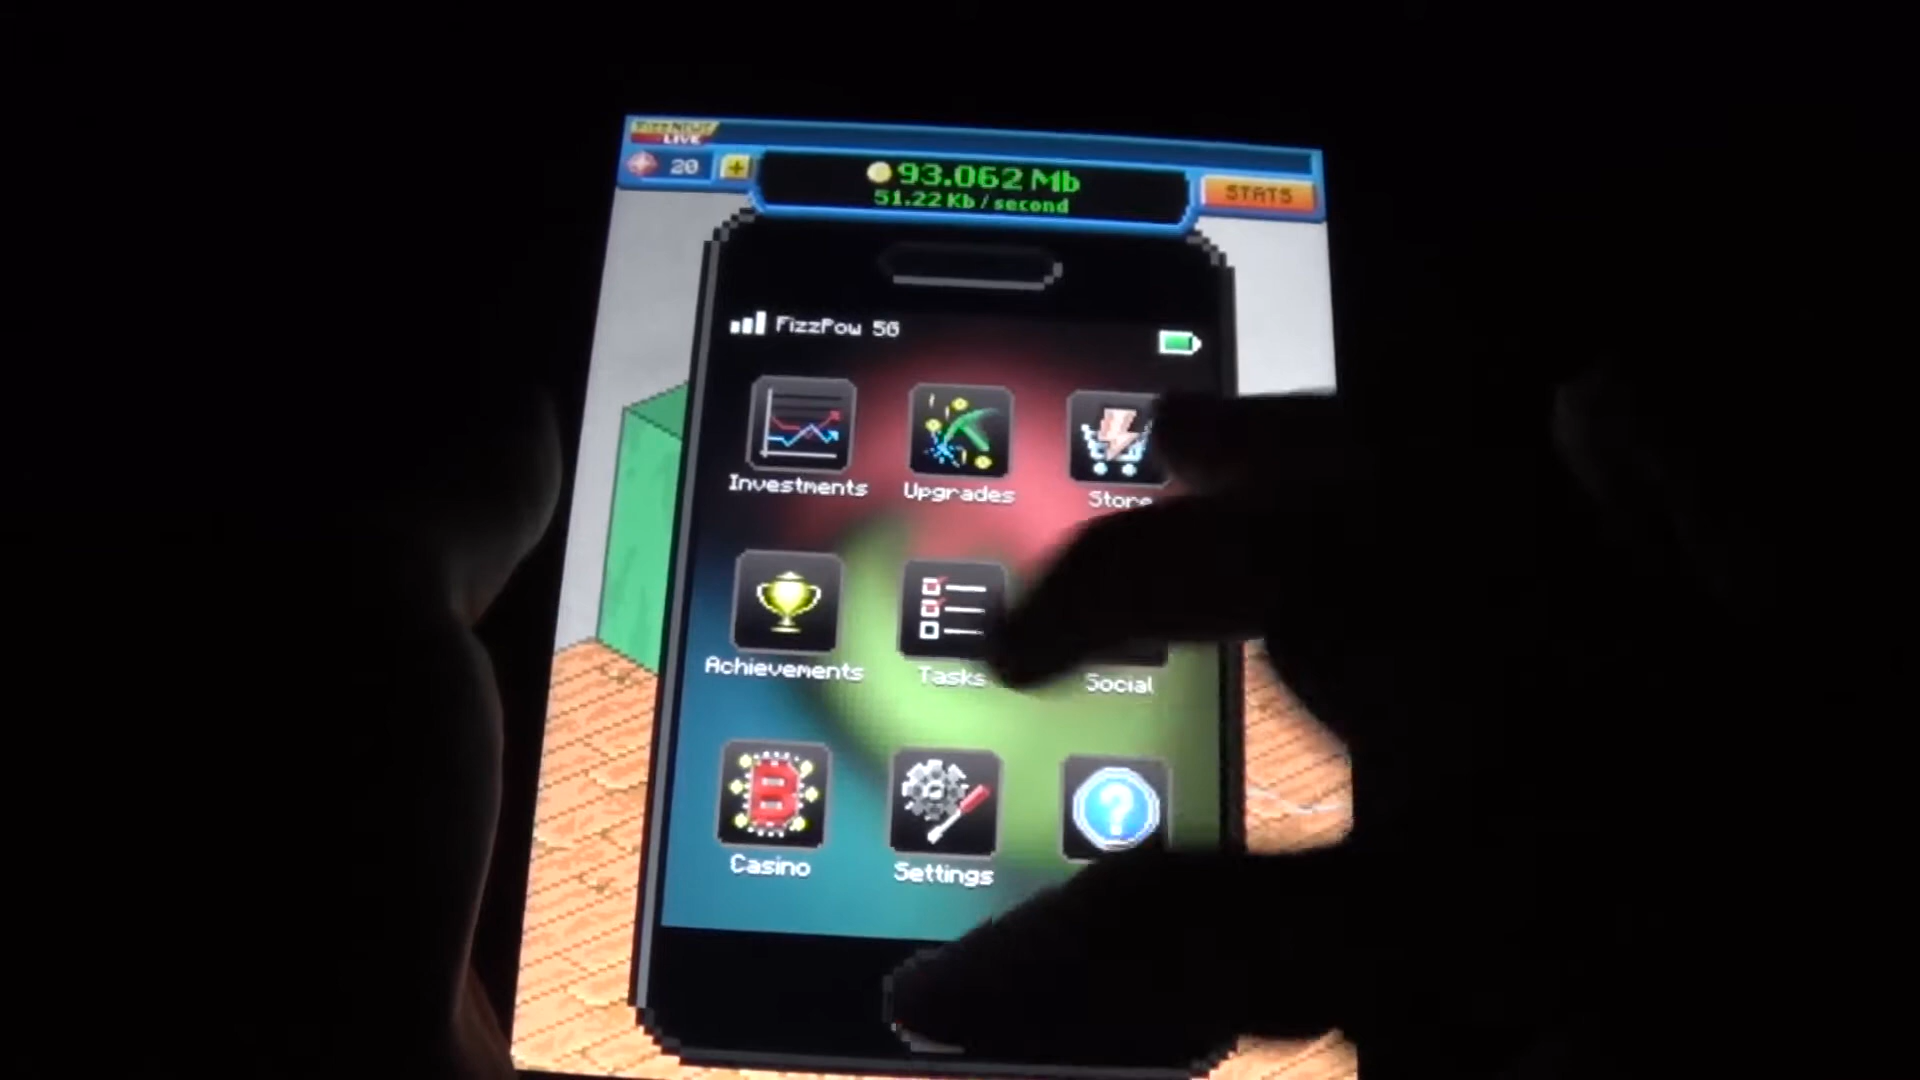 LIVE
20 +
93.062 Mb
51.22 Kb / second
STATS
FizzPow 5G
Investments
Upgrades
Store
Achievements
Tasks
Social
B
Casino
Settings
?